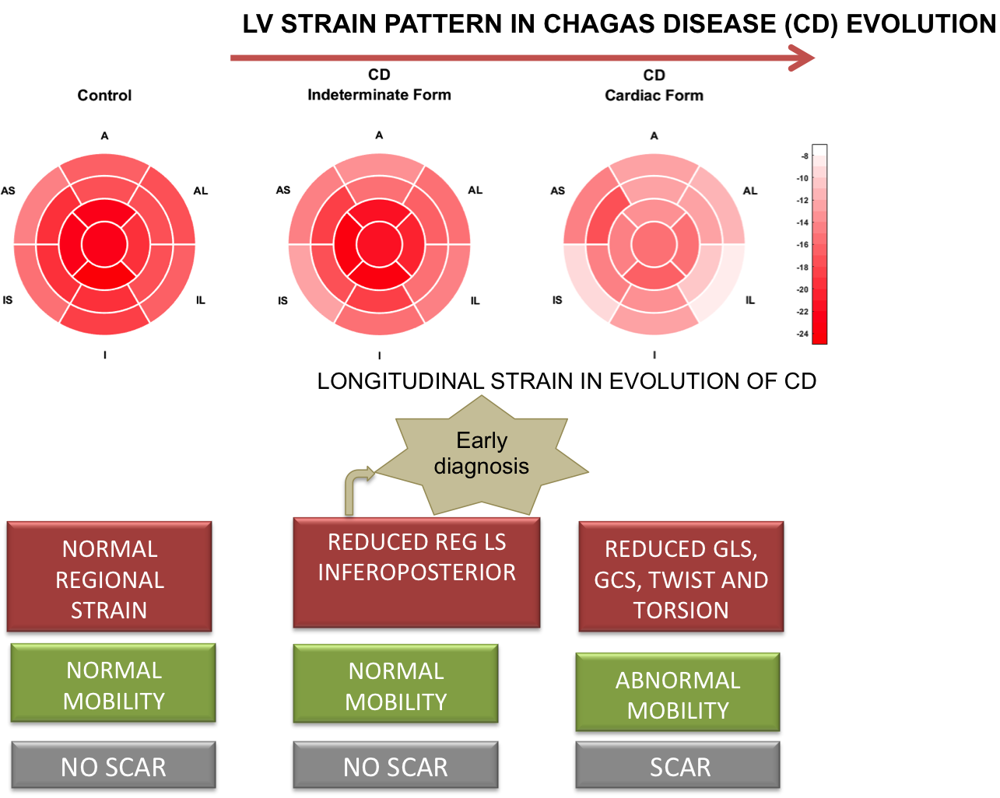 LV STRAIN PATTERN IN CHAGAS DISEASE (CD) EVOLUTION
Control
CD
Indeterminate Form
CD
Cardiac Form
A
AS
AL
IS
IL
I
A
AS
AL
IS
IL
I
A
AS
AL
IS
IL
I
-8
-10
-12
-14
-16
-18
-20
-22
-24
LONGITUDINAL STRAIN IN EVOLUTION OF CD
Early
diagnosis
NORMAL
REGIONAL
STRAIN
REDUCED REG LS
INFEROPOSTERIOR
REDUCED GLS,
GCS, TWIST AND
TORSION
NORMAL
MOBILITY
NORMAL
MOBILITY
ABNORMAL
MOBILITY
NO SCAR
NO SCAR
SCAR